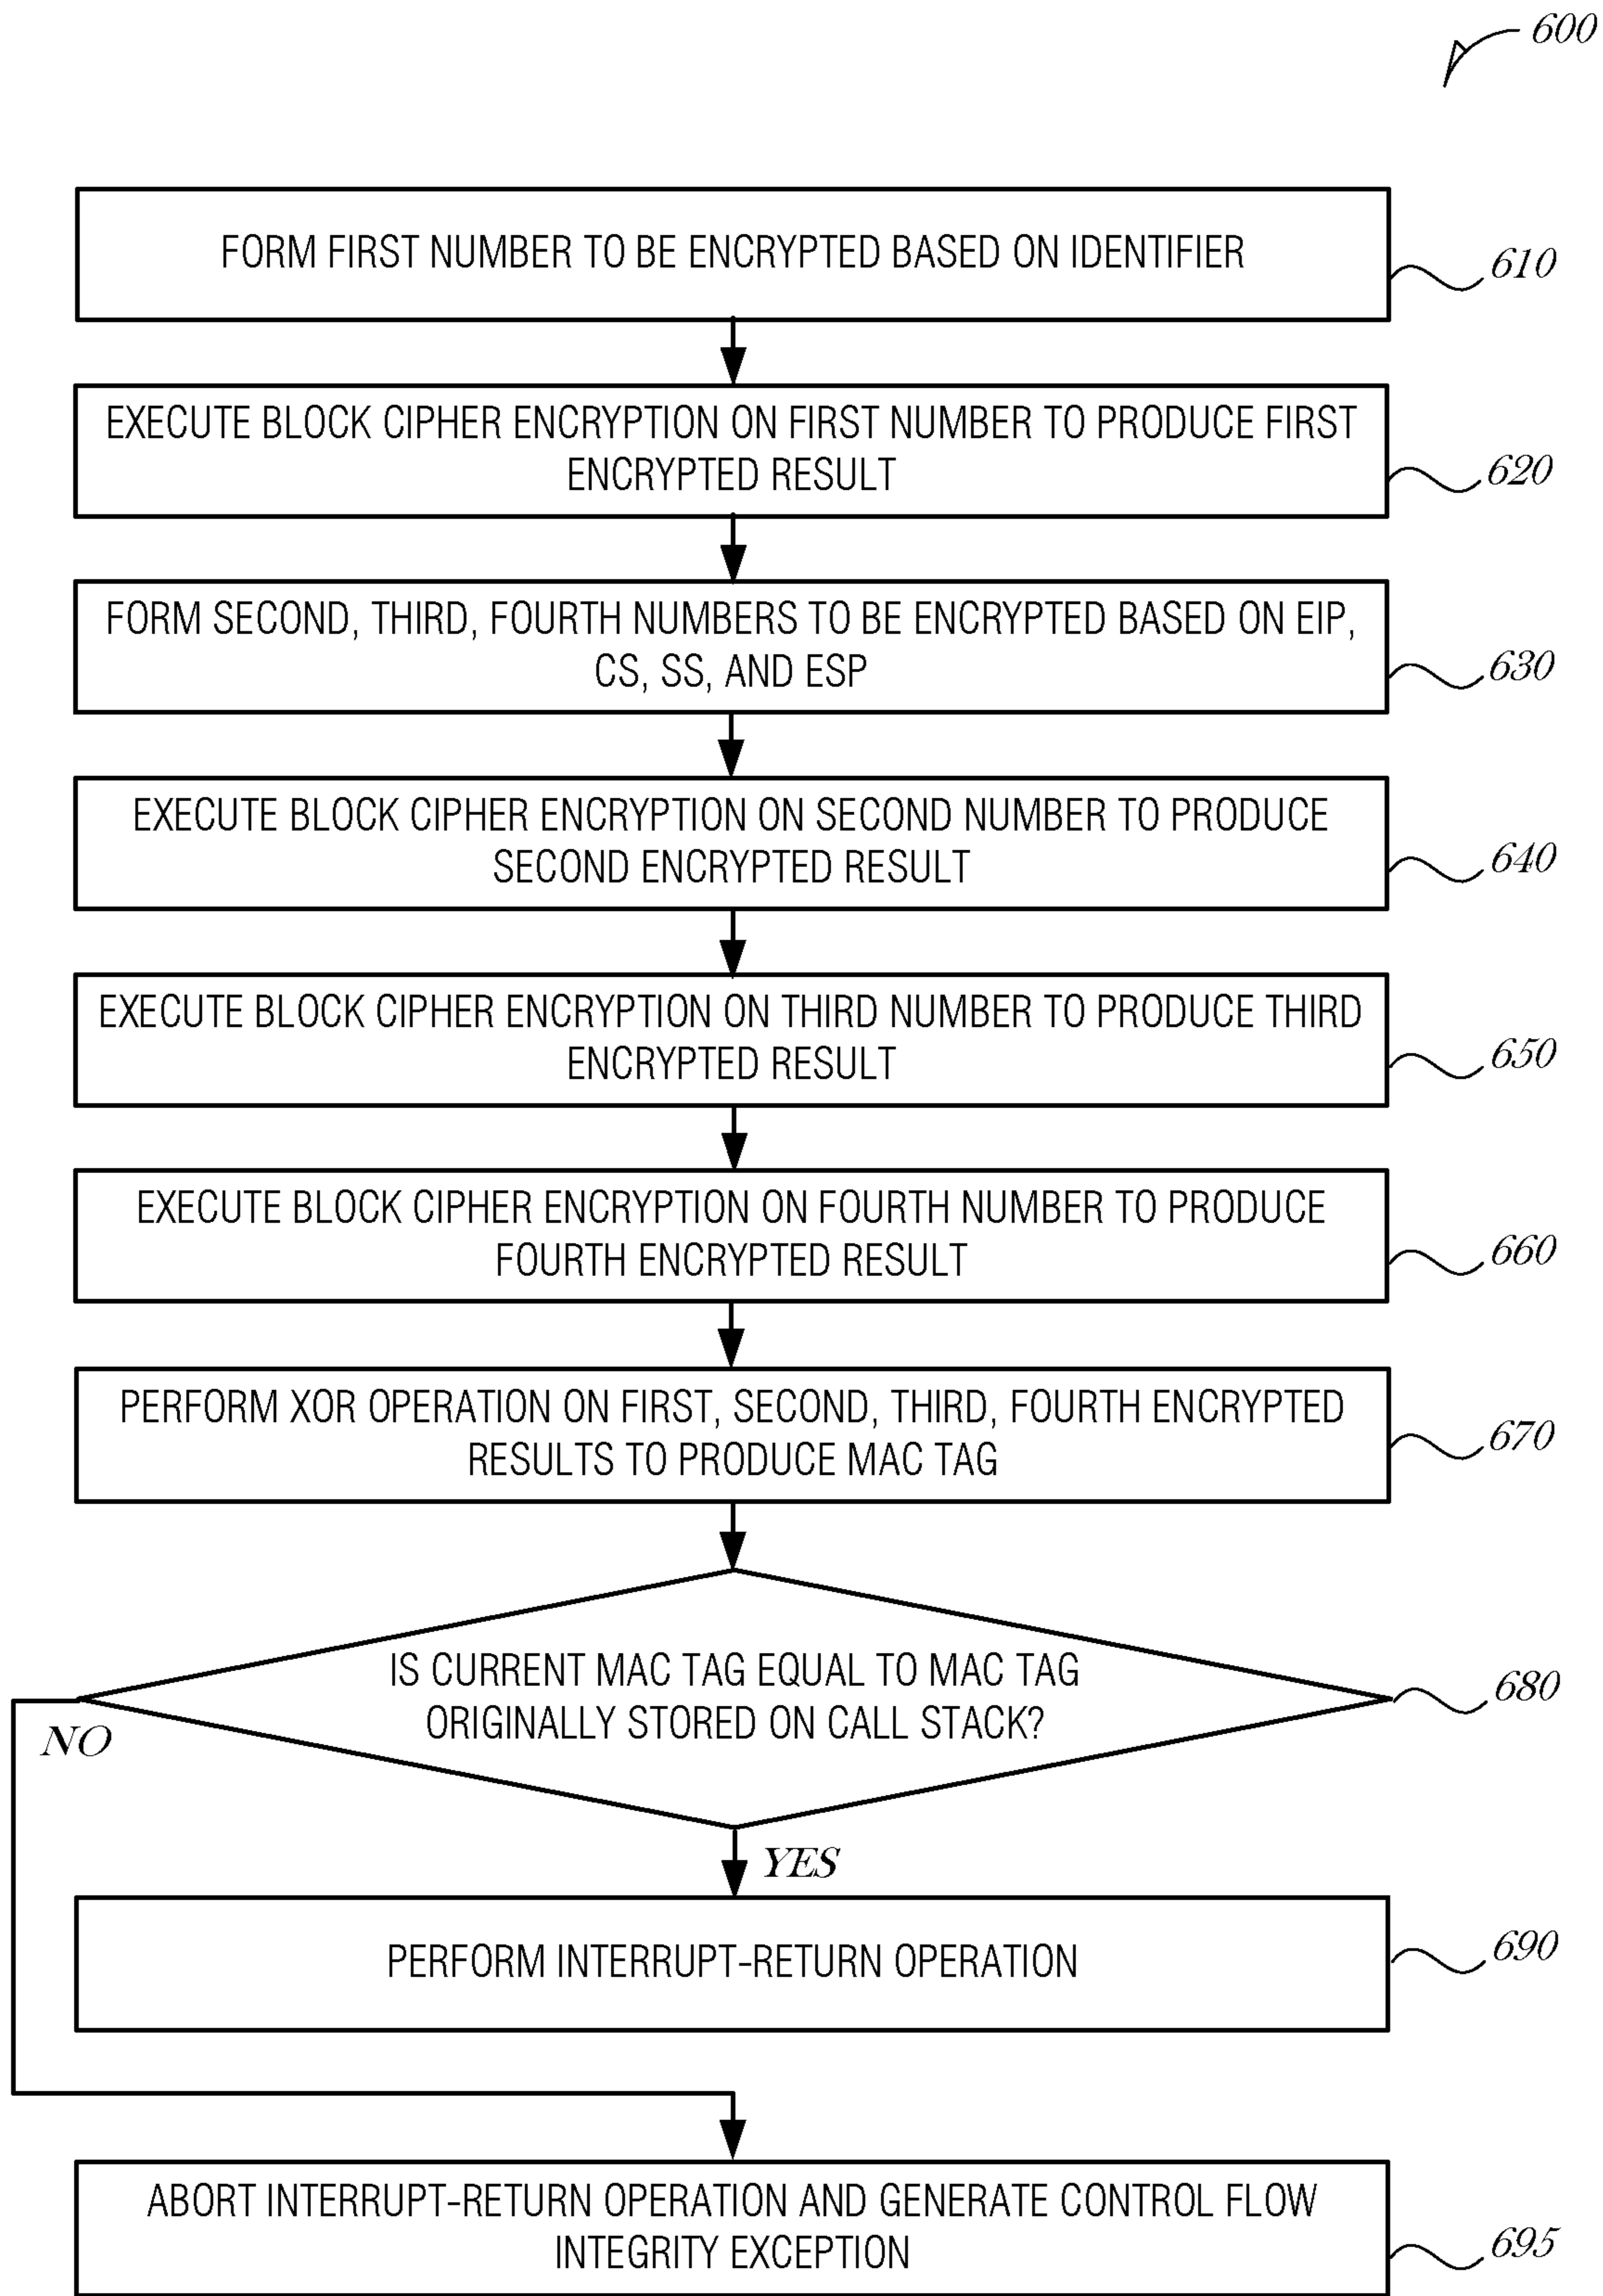 600
FORM FIRST NUMBER TO BE ENCRYPTED BASED ON IDENTIFIER
610
EXECUTE BLOCK CIPHER ENCRYPTION ON FIRST NUMBER TO PRODUCE FIRST
ENCRYPTED RESULT
620
FORM SECOND, THIRD, FOURTH NUMBERS TO BE ENCRYPTED BASED ON EIP,
CS, SS, AND ESP
630
EXECUTE BLOCK CIPHER ENCRYPTION ON SECOND NUMBER TO PRODUCE
SECOND ENCRYPTED RESULT
640
EXECUTE BLOCK CIPHER ENCRYPTION ON THIRD NUMBER TO PRODUCE THIRD
ENCRYPTED RESULT
650
EXECUTE BLOCK CIPHER ENCRYPTION ON FOURTH NUMBER TO PRODUCE
FOURTH ENCRYPTED RESULT
660
PERFORM XOR OPERATION ON FIRST, SECOND, THIRD, FOURTH ENCRYPTED
RESULTS TO PRODUCE MAC TAG
670
IS CURRENT MAC TAG EQUAL TO MAC TAG
ORIGINALLY STORED ON CALL STACK?
680
NO
YES
PERFORM INTERRUPT-RETURN OPERATION
690
ABORT INTERRUPT-RETURN OPERATION AND GENERATE CONTROL FLOW
INTEGRITY EXCEPTION
695